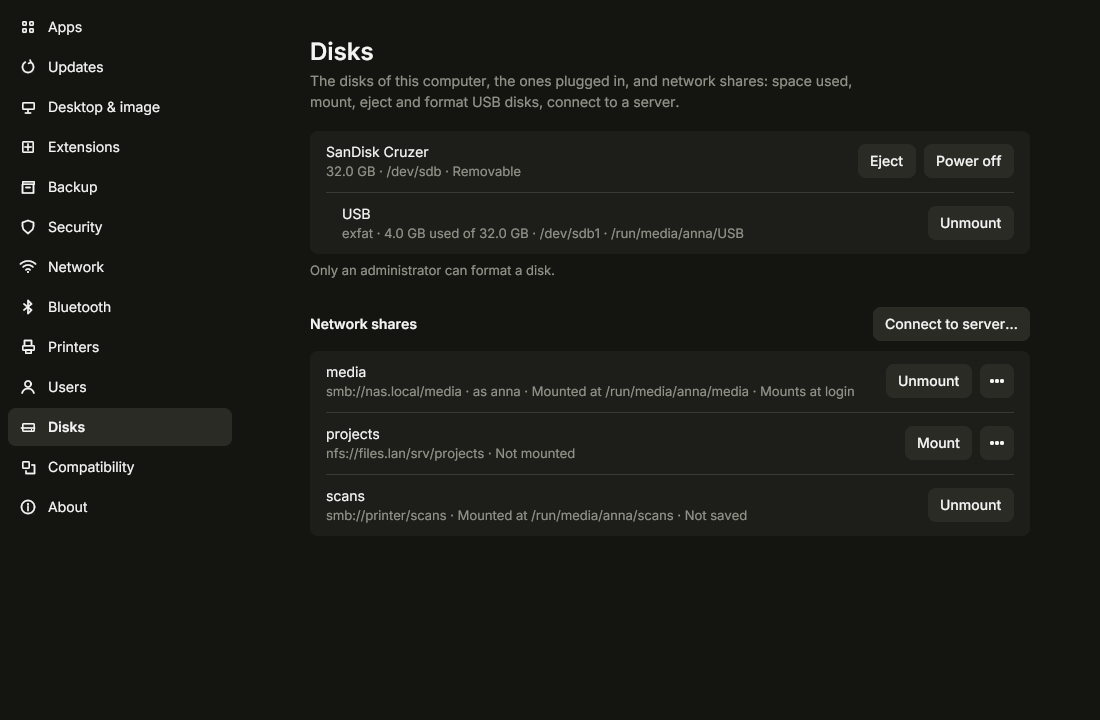 Apps
Updates
Desktop & image
Extensions
Backup
Security
Network
Bluetooth
Printers
Users
Disks
Compatibility
About
Disks
The disks of this computer, the ones plugged in, and network shares: space used,
mount, eject and format USB disks, connect to a server.
SanDisk Cruzer
32.0 GB · /dev/sdb · Removable
Eject
Power off
USB
exfat · 4.0 GB used of 32.0 GB · /dev/sdb1 · /run/media/anna/USB
Unmount
Only an administrator can format a disk.
Network shares
Connect to server...
media
smb://nas.local/media · as anna · Mounted at /run/media/anna/media · Mounts at login
Unmount
projects
nfs://files.lan/srv/projects · Not mounted
Mount
scans
smb://printer/scans · Mounted at /run/media/anna/scans · Not saved
Unmount